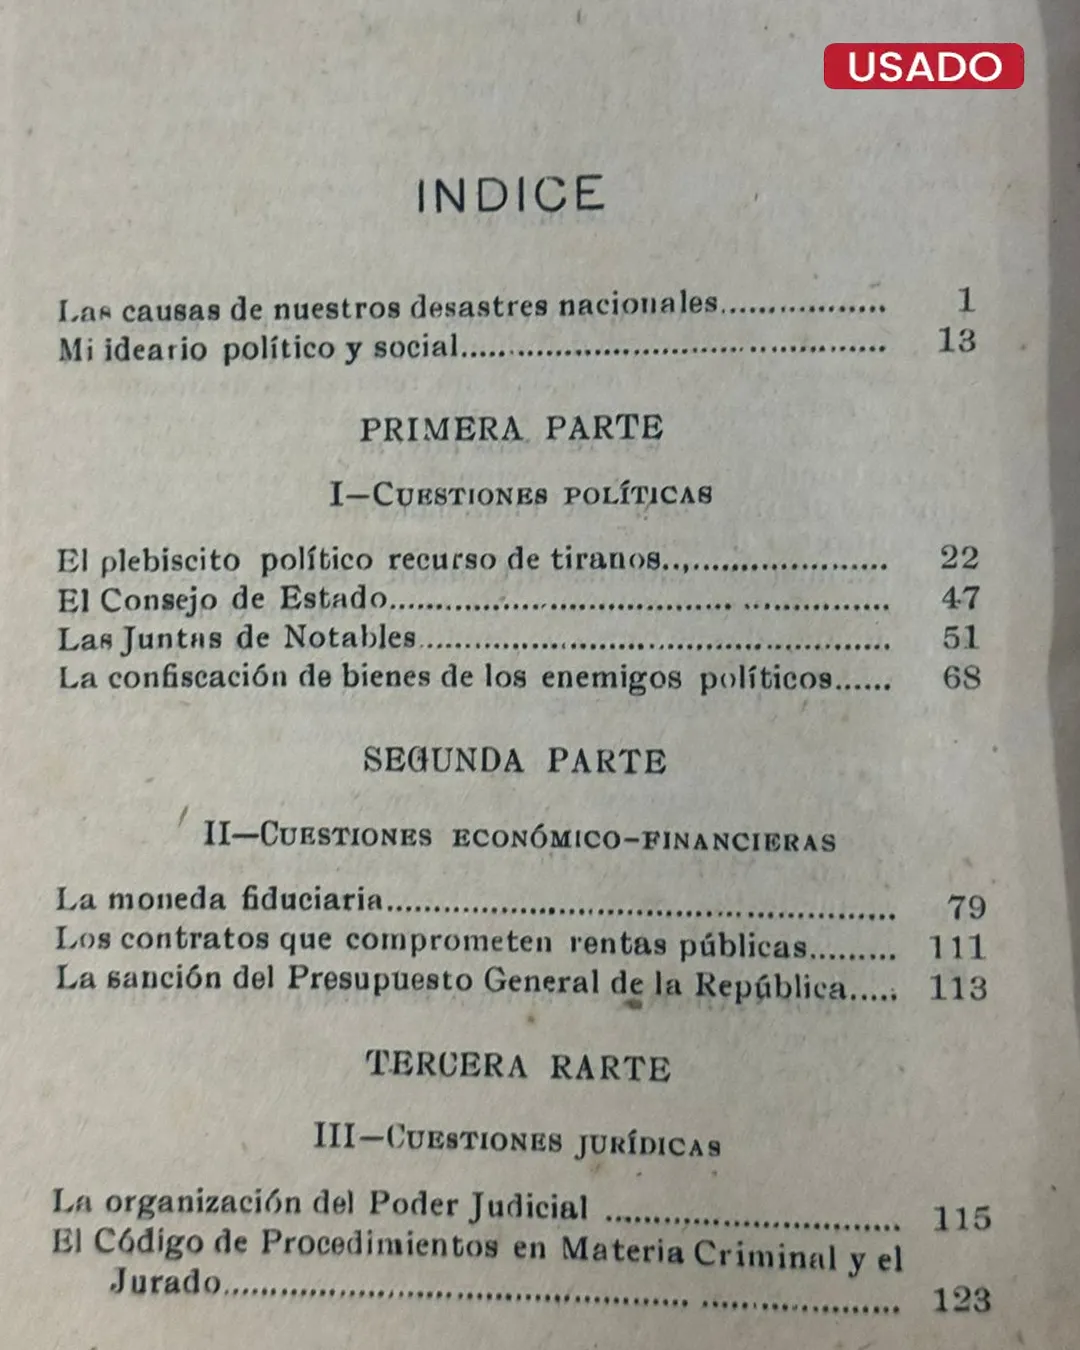 USADO
INDICE
Las causas de nuestros desastres nacionales................. 1
Mi ideario político y social............................................ 13
PRIMERA PARTE
I—CUESTIONES POLÍTICAS
El plebiscito político recurso de tiranos..,..................... 22
El Consejo de Estado.................................................. 47
Las Juntas de Notables................................................ 51
La confiscación de bienes de los enemigos políticos...... 68
SEGUNDA PARTE
II—CUESTIONES ECONÓMICO-FINANCIERAS
La moneda fiduciaria.................................................. 79
Los contratos que comprometen rentas públicas......... 111
La sanción del Presupuesto General de la República..... 113
TERCERA RARTE
III—CUESTIONES JURÍDICAS
La organización del Poder Judicial ............................... 115
El Código de Procedimientos en Materia Criminal y el
Jurado.................................................................... 123